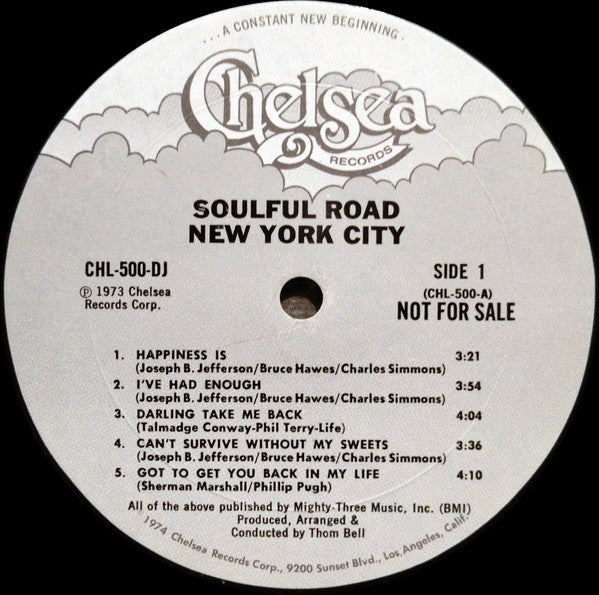 ...A CONSTANT NEW BEGINNING.
Chelsea
RECORDS
SOULFUL ROAD
NEW YORK CITY
CHL-500-DJ
SIDE 1
℗ 1973 Chelsea
Records Corp.
(CHL-500-A)
NOT FOR SALE
1. HAPPINESS IS 3:21
(Joseph B. Jefferson/Bruce Hawes/Charles Simmons)
2. I'VE HAD ENOUGH 3:54
(Joseph B. Jefferson/Bruce Hawes/Charles Simmons)
3. DARLING TAKE ME BACK 4:04
(Talmadge Conway-Phil Terry-Life)
4. CAN'T SURVIVE WITHOUT MY SWEETS 3:36
(Joseph B. Jefferson/Bruce Hawes/Charles Simmons)
5. GOT TO GET YOU BACK IN MY LIFE 4:10
(Sherman Marshall/Phillip Pugh)
All of the above published by Mighty-Three Music, Inc. (BMI)
Produced, Arranged &
Conducted by Thom Bell
1974 Chelsea Records Corp., 9200 Sunset Blvd., Los Angeles, Calif.